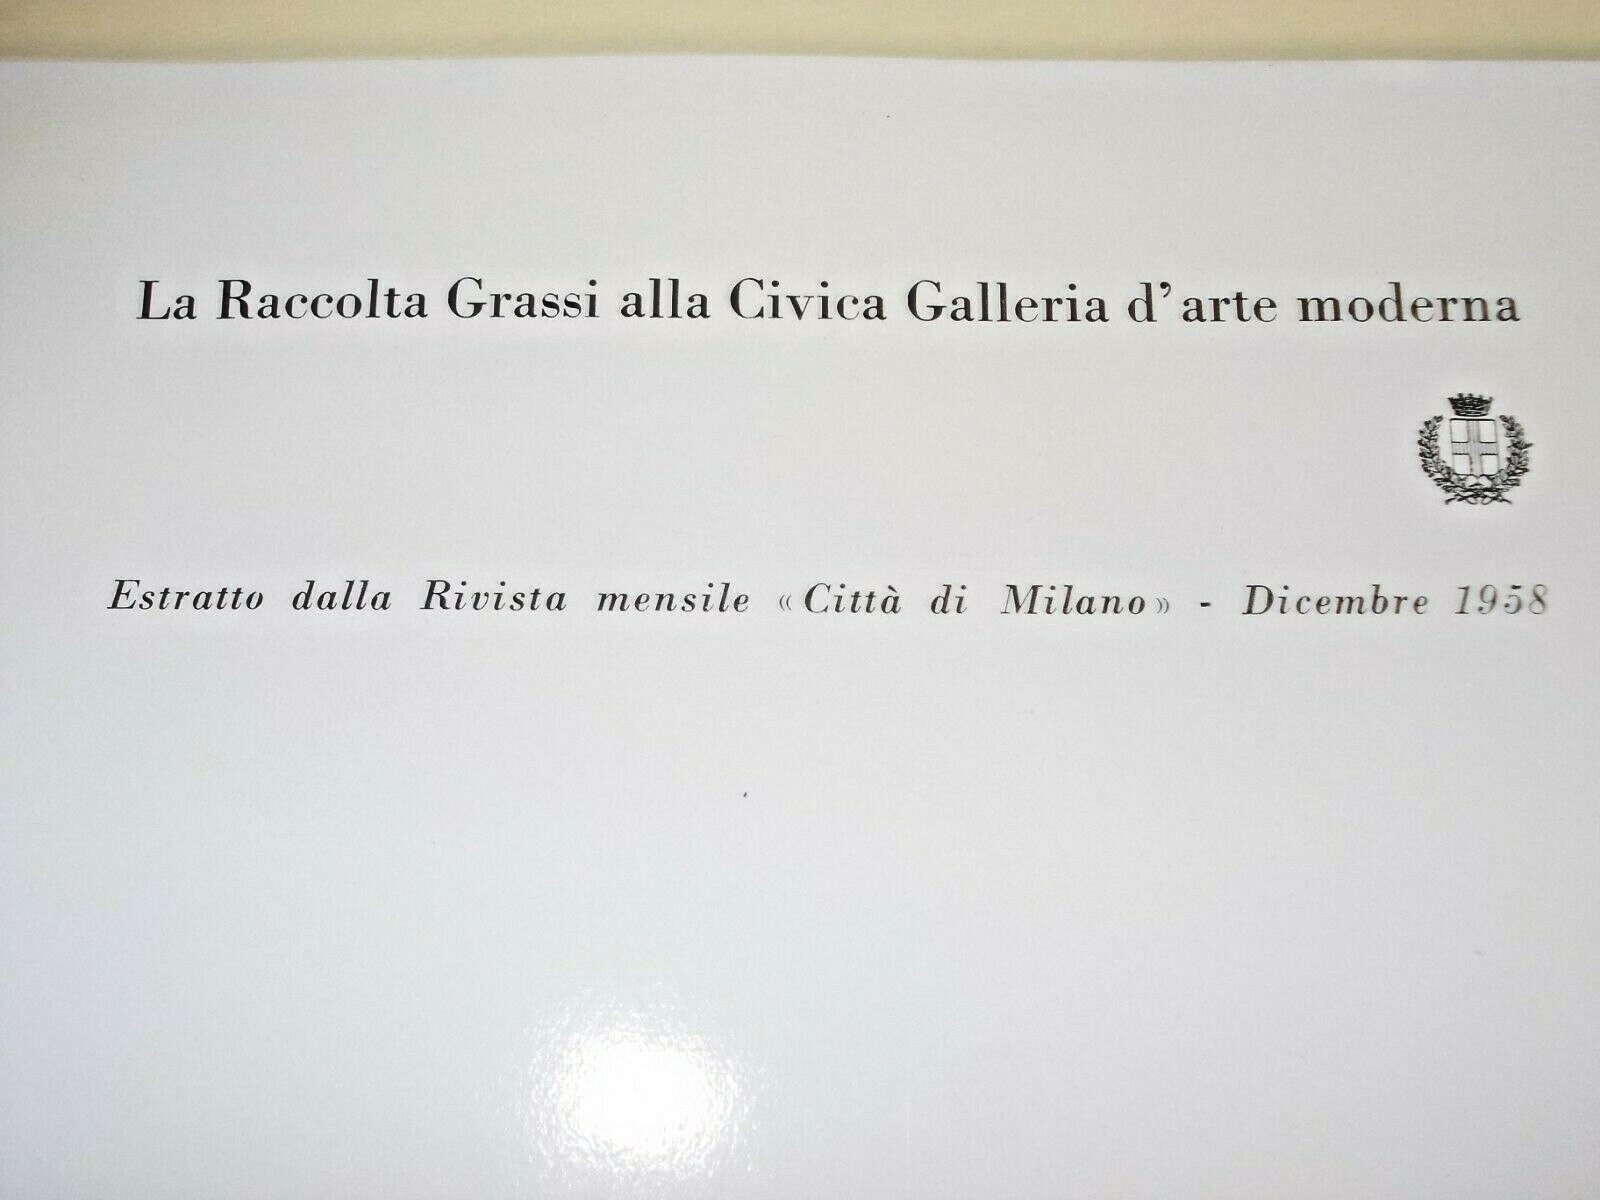 La Raccolta Grassi alla Civica Galleria d'arte moderna
Estratto dalla Rivista mensile «Città di Milano» - Dicembre 1958